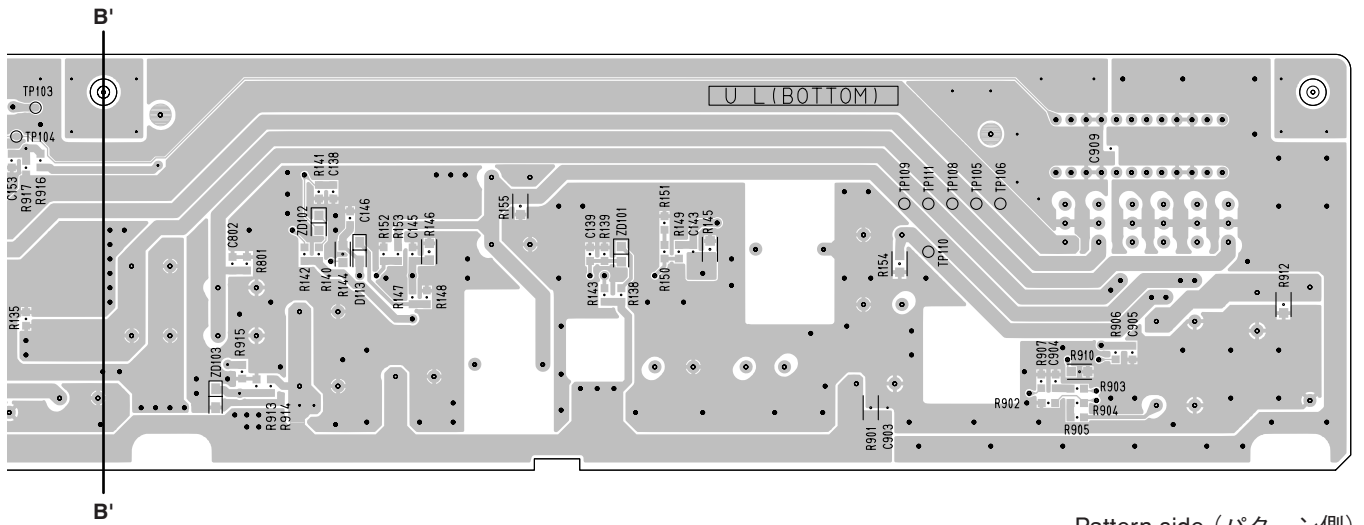 B'
TP103
TP104
C153
R917
R916
U L(BOTTOM)
C909
R141
C138
ZD102
C146
R152
R153
C145
R146
R155
C139
R139
ZD101
R151
R149
C143
R145
TP109
TP111
TP108
TP105
TP106
TP110
R154
C802
R801
R142
R140
R144
D113
R147
R148
R143
R138
R150
R912
R135
R915
ZD103
R913
R914
R906
C905
R907
C904
R910
R903
R902
R904
R905
R901
C903
B'
Pattern side (パターン側)